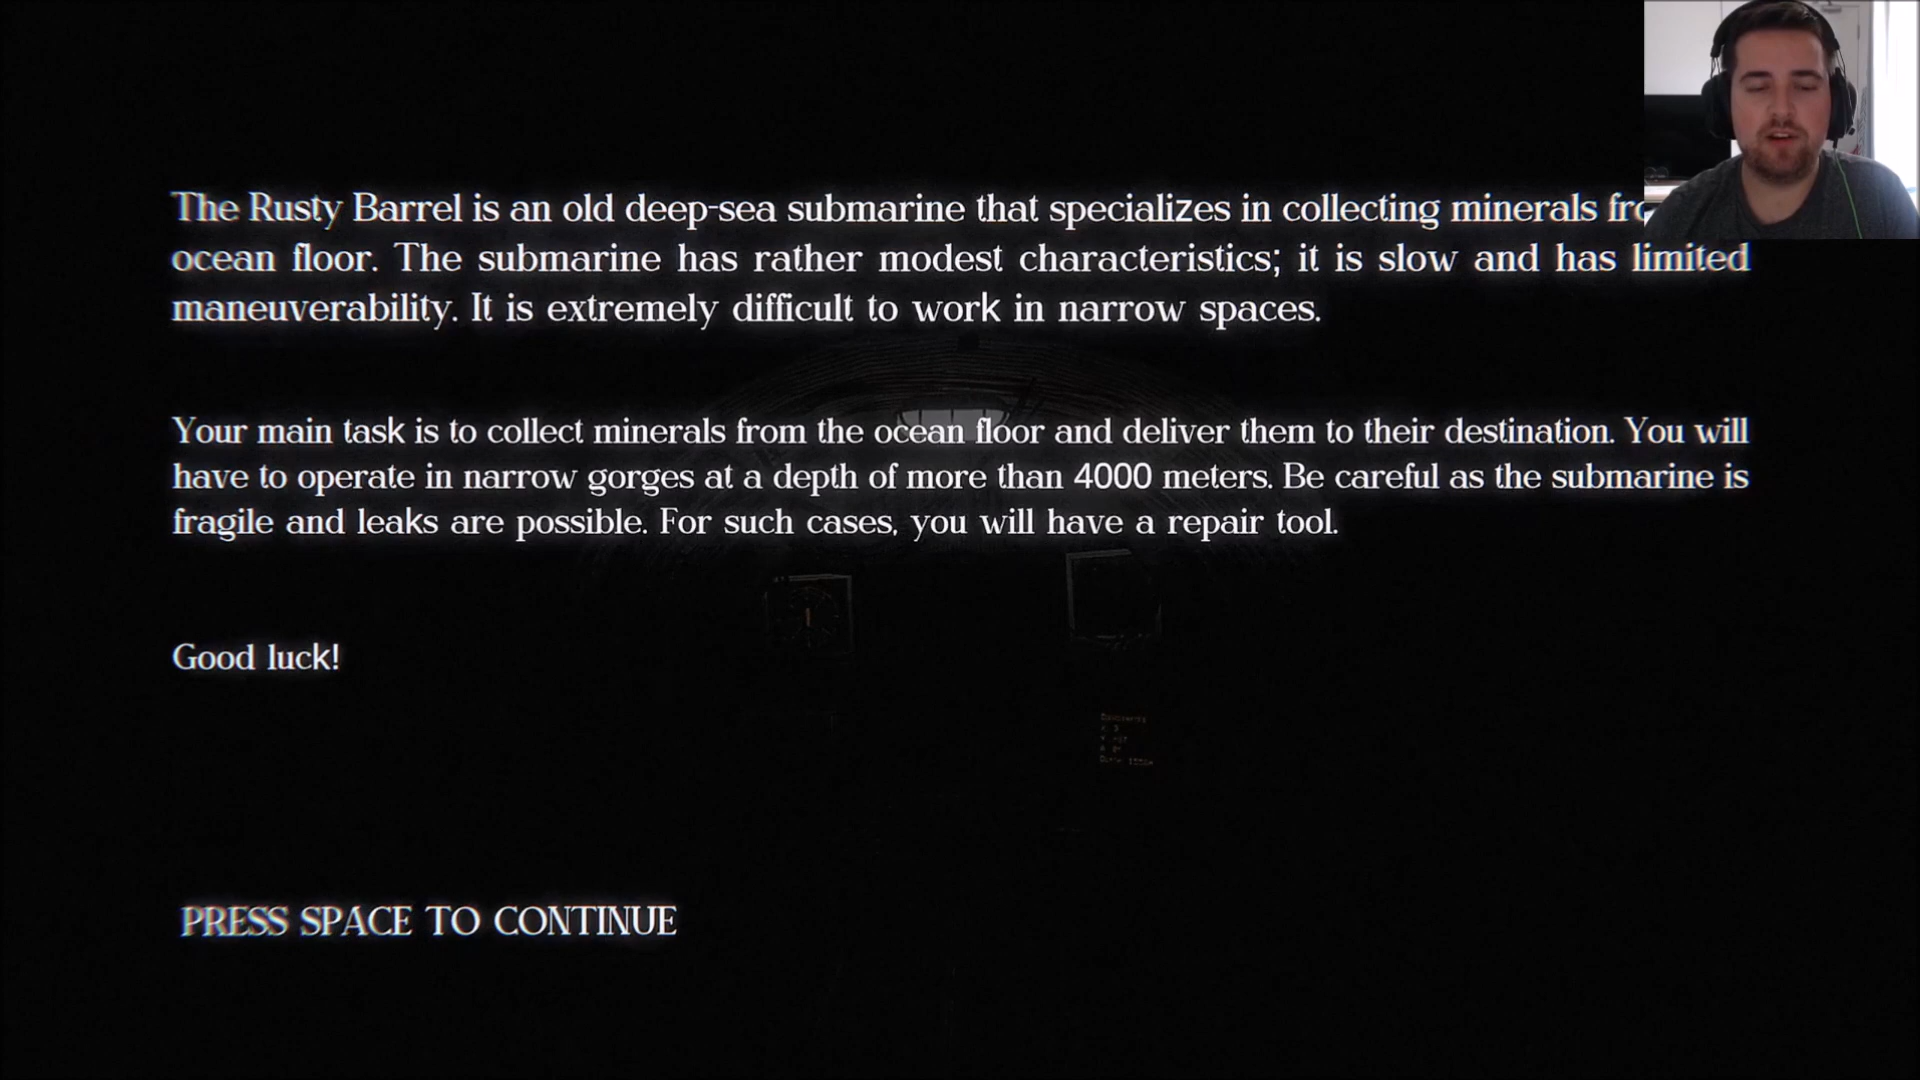 The Rusty Barrel is an old deep-sea submarine that specializes in collecting minerals
ocean floor. The submarine has rather modest characteristics; it is slow and has limited
maneuverability. It is extremely difficult to work in narrow spaces.
Your main task is to collect minerals from the ocean floor and deliver them to their destination. You will
have to operate in narrow gorges at a depth of more than 4000 meters. Be careful as the submarine is
fragile and leaks are possible. For such cases, you will have a repair tool.
Good luck!
PRESS SPACE TO CONTINUE